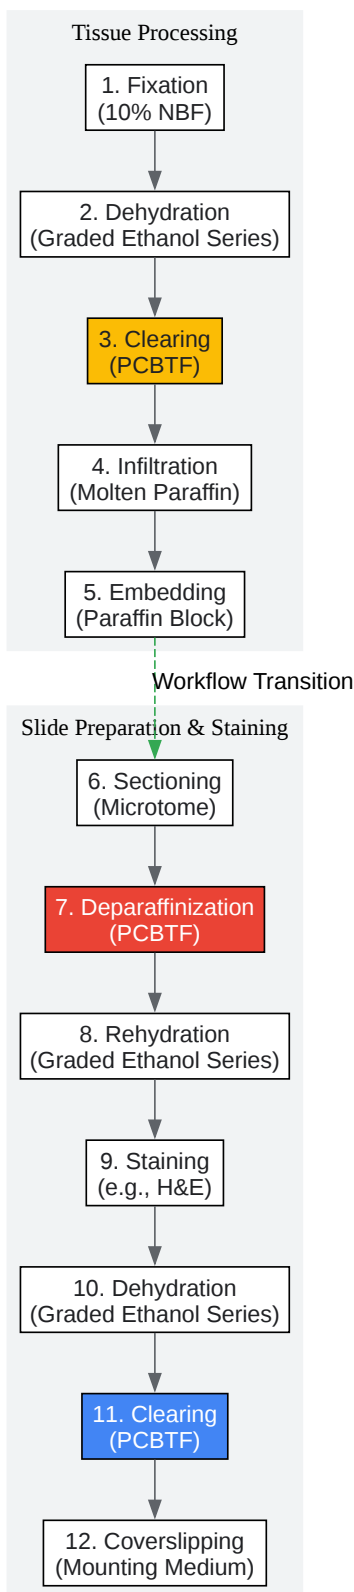 Tissue Processing
1. Fixation
(10% NBF)
2. Dehydration
(Graded Ethanol Series)
3. Clearing
(PCBTF)
4. Infiltration
(Molten Paraffin)
5. Embedding
(Paraffin Block)
Workflow Transition
Slide Preparation & Staining
6. Sectioning
(Microtome)
7. Deparaffinization
(PCBTF)
8. Rehydration
(Graded Ethanol Series)
9. Staining
(e.g., H&E)
10. Dehydration
(Graded Ethanol Series)
11. Clearing
(PCBTF)
12. Coverslipping
(Mounting Medium)